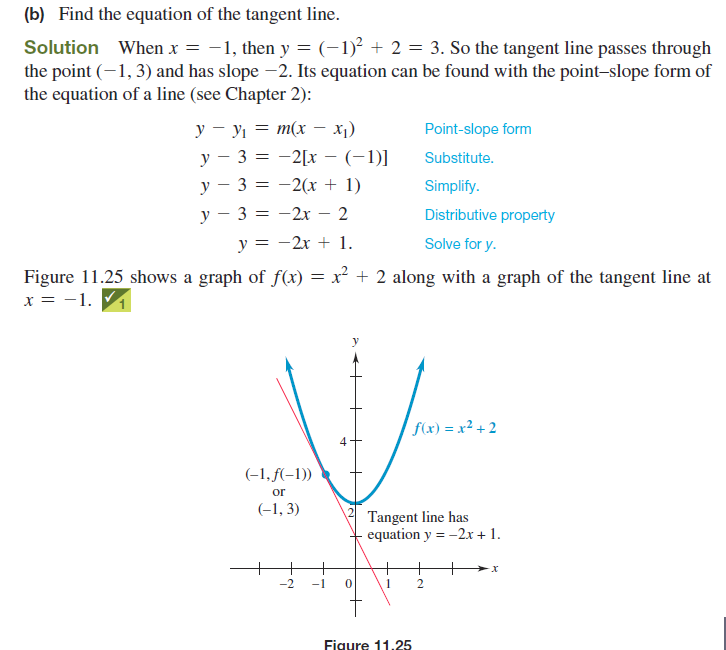 (b) Find the equation of the tangent line.
Solution When x = −1, then y = (−1)² + 2 = 3. So the tangent line passes through
the point (−1, 3) and has slope −2. Its equation can be found with the point–slope form of
the equation of a line (see Chapter 2):
y − y₁ = m(x − x₁) Point-slope form
y − 3 = −2[x − (−1)] Substitute.
y − 3 = −2(x + 1) Simplify.
y − 3 = −2x − 2 Distributive property
y = −2x + 1. Solve for y.
Figure 11.25 shows a graph of f(x) = x² + 2 along with a graph of the tangent line at
x = −1. ✓1
y
f(x) = x² + 2
4
(−1, f(−1))
or
(−1, 3)
2
Tangent line has
equation y = −2x + 1.
x
−2 −1 0 1 2
Figure 11.25